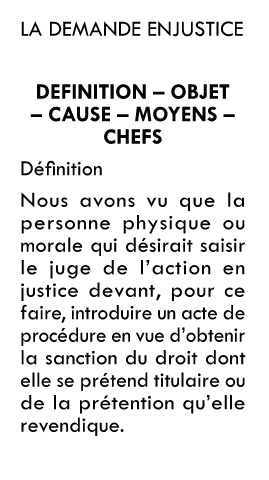 LA DEMANDE ENJUSTICE
DEFINITION – OBJET
– CAUSE – MOYENS –
CHEFS
Définition
Nous avons vu que la
personne physique ou
morale qui désirait saisir
le juge de l'action en
justice devant, pour ce
faire, introduire un acte de
procédure en vue d'obtenir
la sanction du droit dont
elle se prétend titulaire ou
de la prétention qu'elle
revendique.